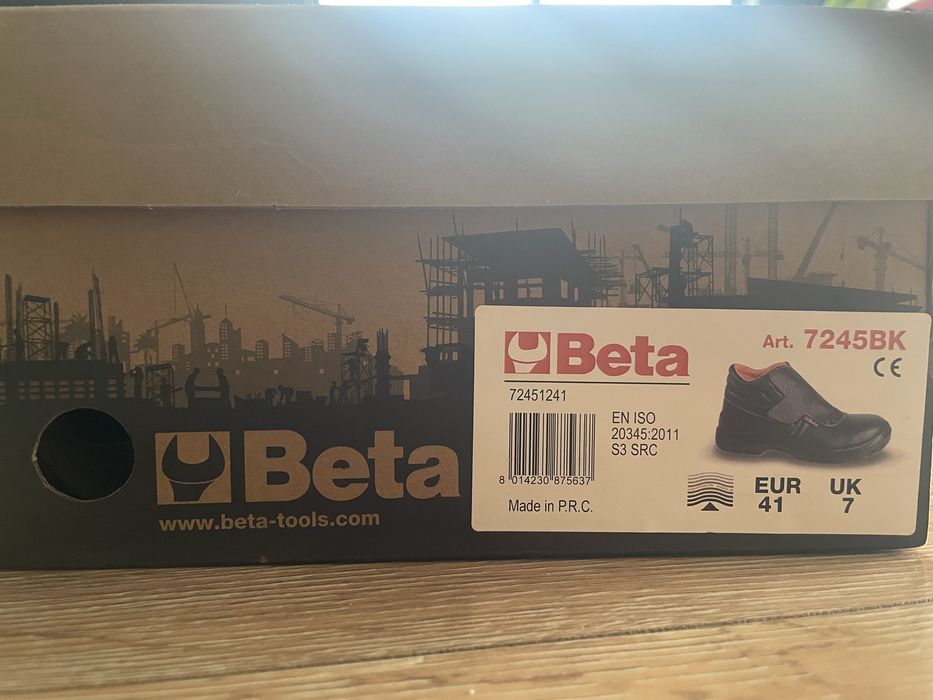 Beta
www.beta-tools.com
Beta
Art. 7245BK
CE
72451241
EN ISO
20345:2011
S3 SRC
8 014230 875637
Made in P.R.C.
EUR
41
UK
7